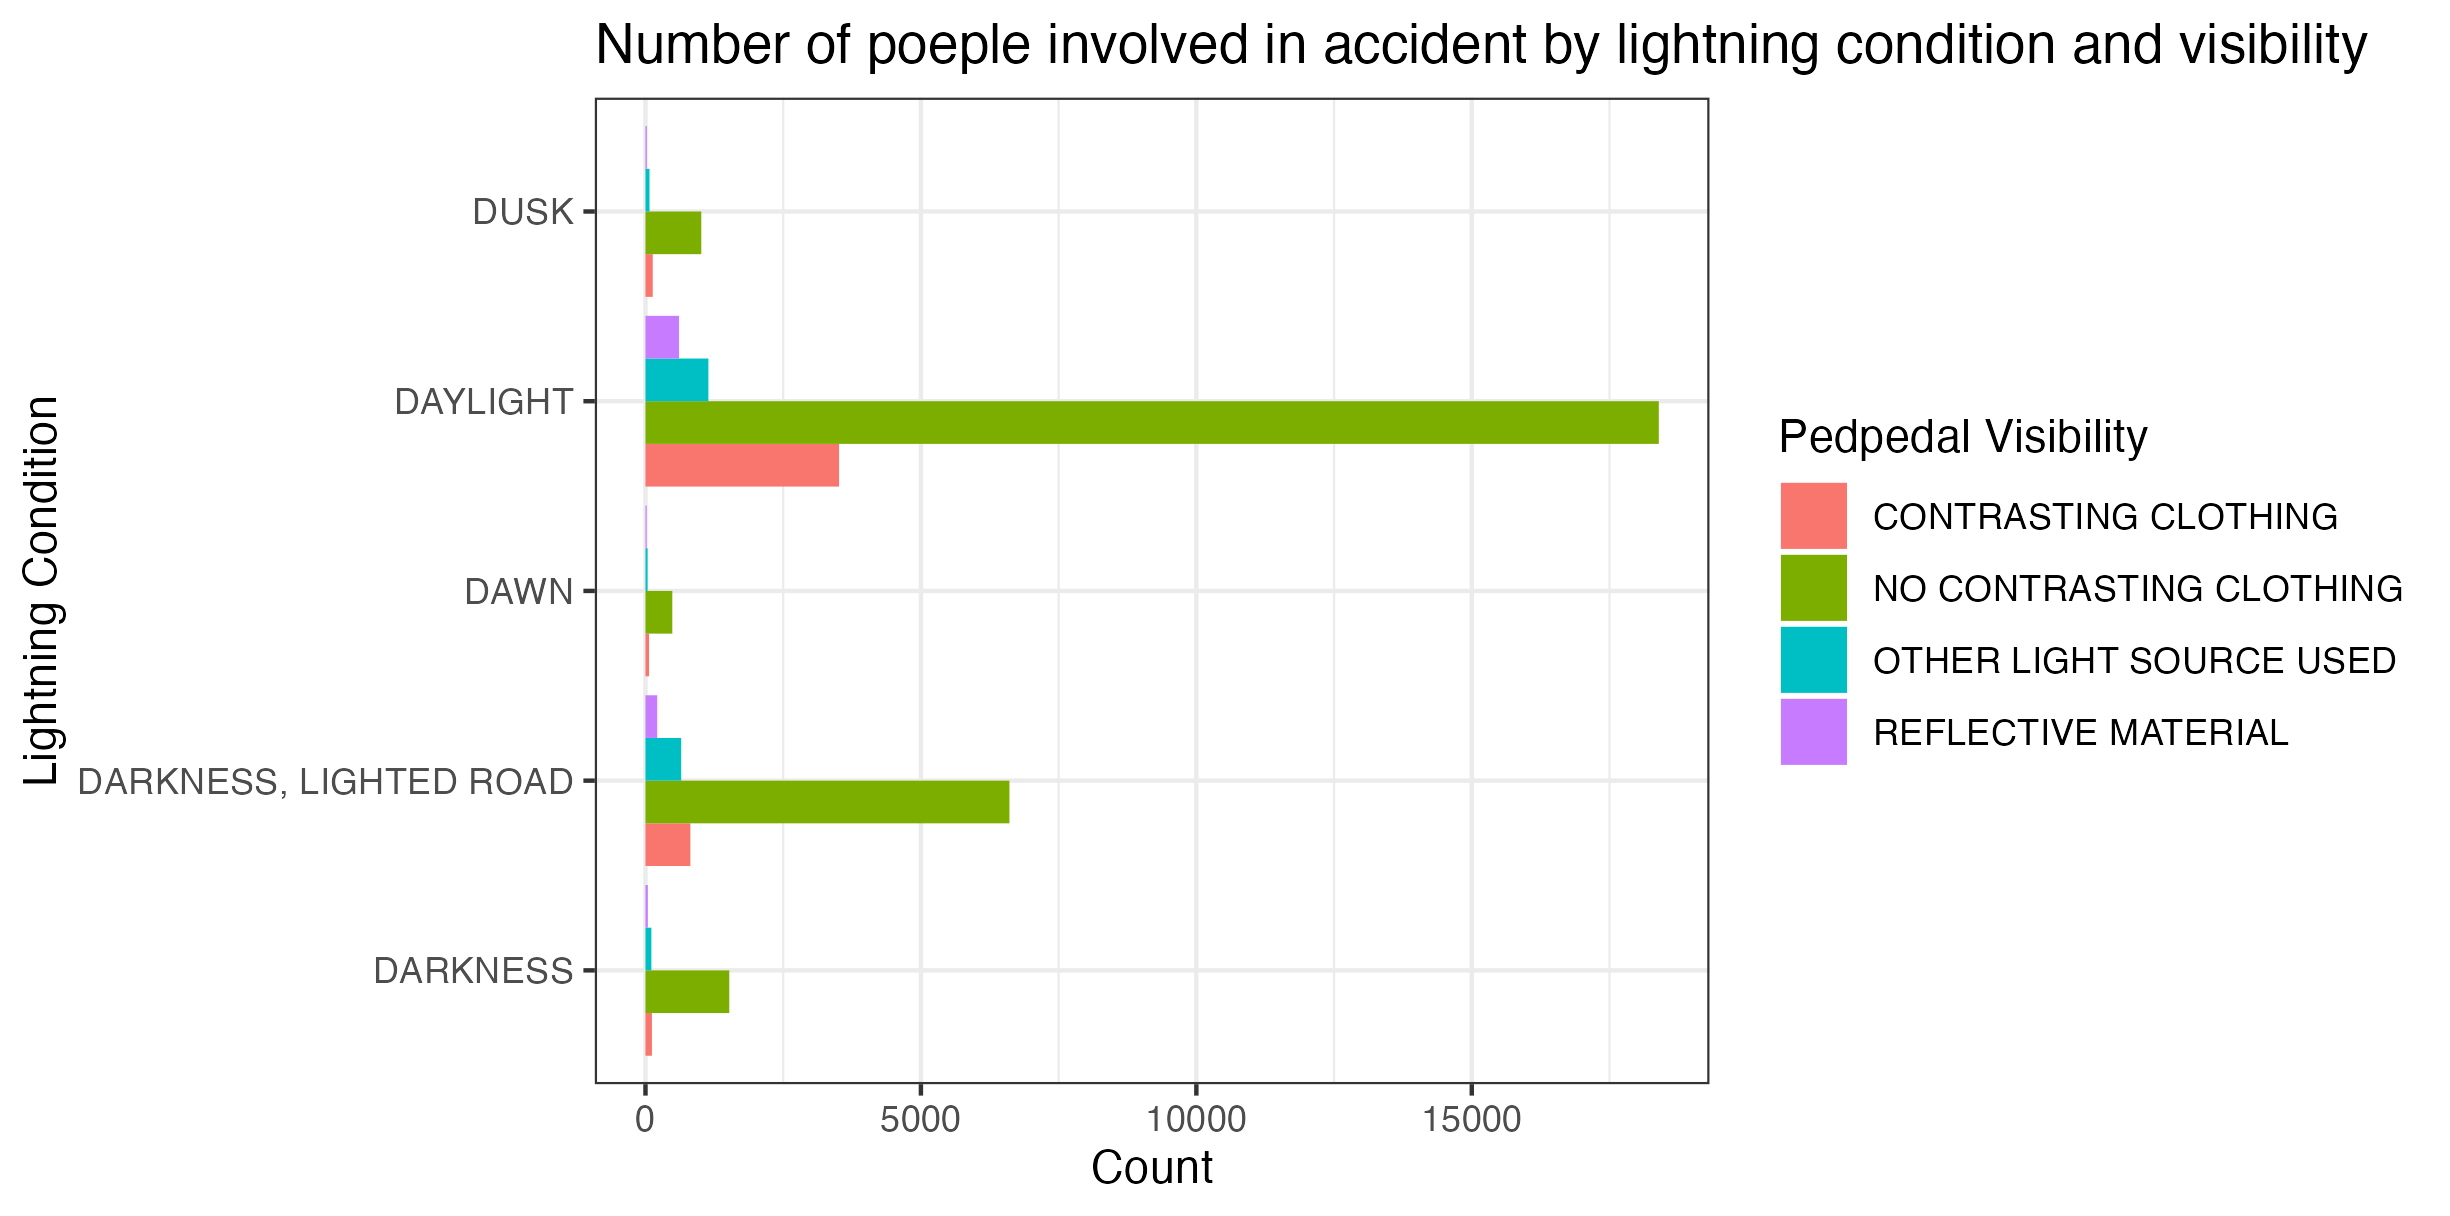 Number of poeple involved in accident by lightning condition and visibility
Lightning Condition
DUSK
DAYLIGHT
DAWN
DARKNESS, LIGHTED ROAD
DARKNESS
0 5000 10000 15000
Count
Pedpedal Visibility
CONTRASTING CLOTHING
NO CONTRASTING CLOTHING
OTHER LIGHT SOURCE USED
REFLECTIVE MATERIAL